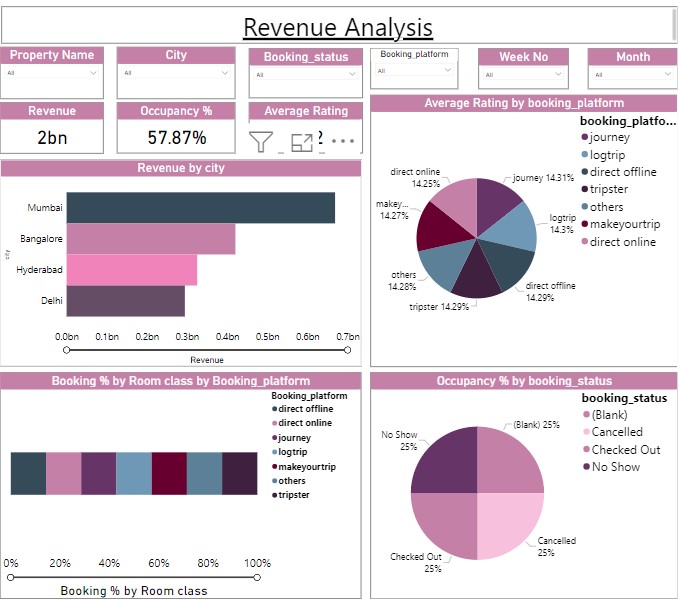 Revenue Analysis
Property Name
All
City
All
Booking_status
All
Booking_platform
All
Week No
All
Month
All
Revenue
2bn
Occupancy %
57.87%
Average Rating
Revenue by city
city
Mumbai
Bangalore
Hyderabad
Delhi
0.0bn 0.1bn 0.2bn 0.3bn 0.4bn 0.5bn 0.6bn 0.7bn
Revenue
Average Rating by booking_platform
direct online
14.25%
makey...
14.27%
others
14.28%
tripster 14.29%
journey 14.31%
logtrip
14.3%
direct offline
14.29%
booking_platfo...
journey
logtrip
direct offline
tripster
others
makeyourtrip
direct online
Booking % by Room class by Booking_platform
Booking_platform
direct offline
direct online
journey
logtrip
makeyourtrip
others
tripster
0% 20% 40% 60% 80% 100%
Booking % by Room class
Occupancy % by booking_status
No Show
25%
(Blank) 25%
Checked Out
25%
Cancelled
25%
booking_status
(Blank)
Cancelled
Checked Out
No Show